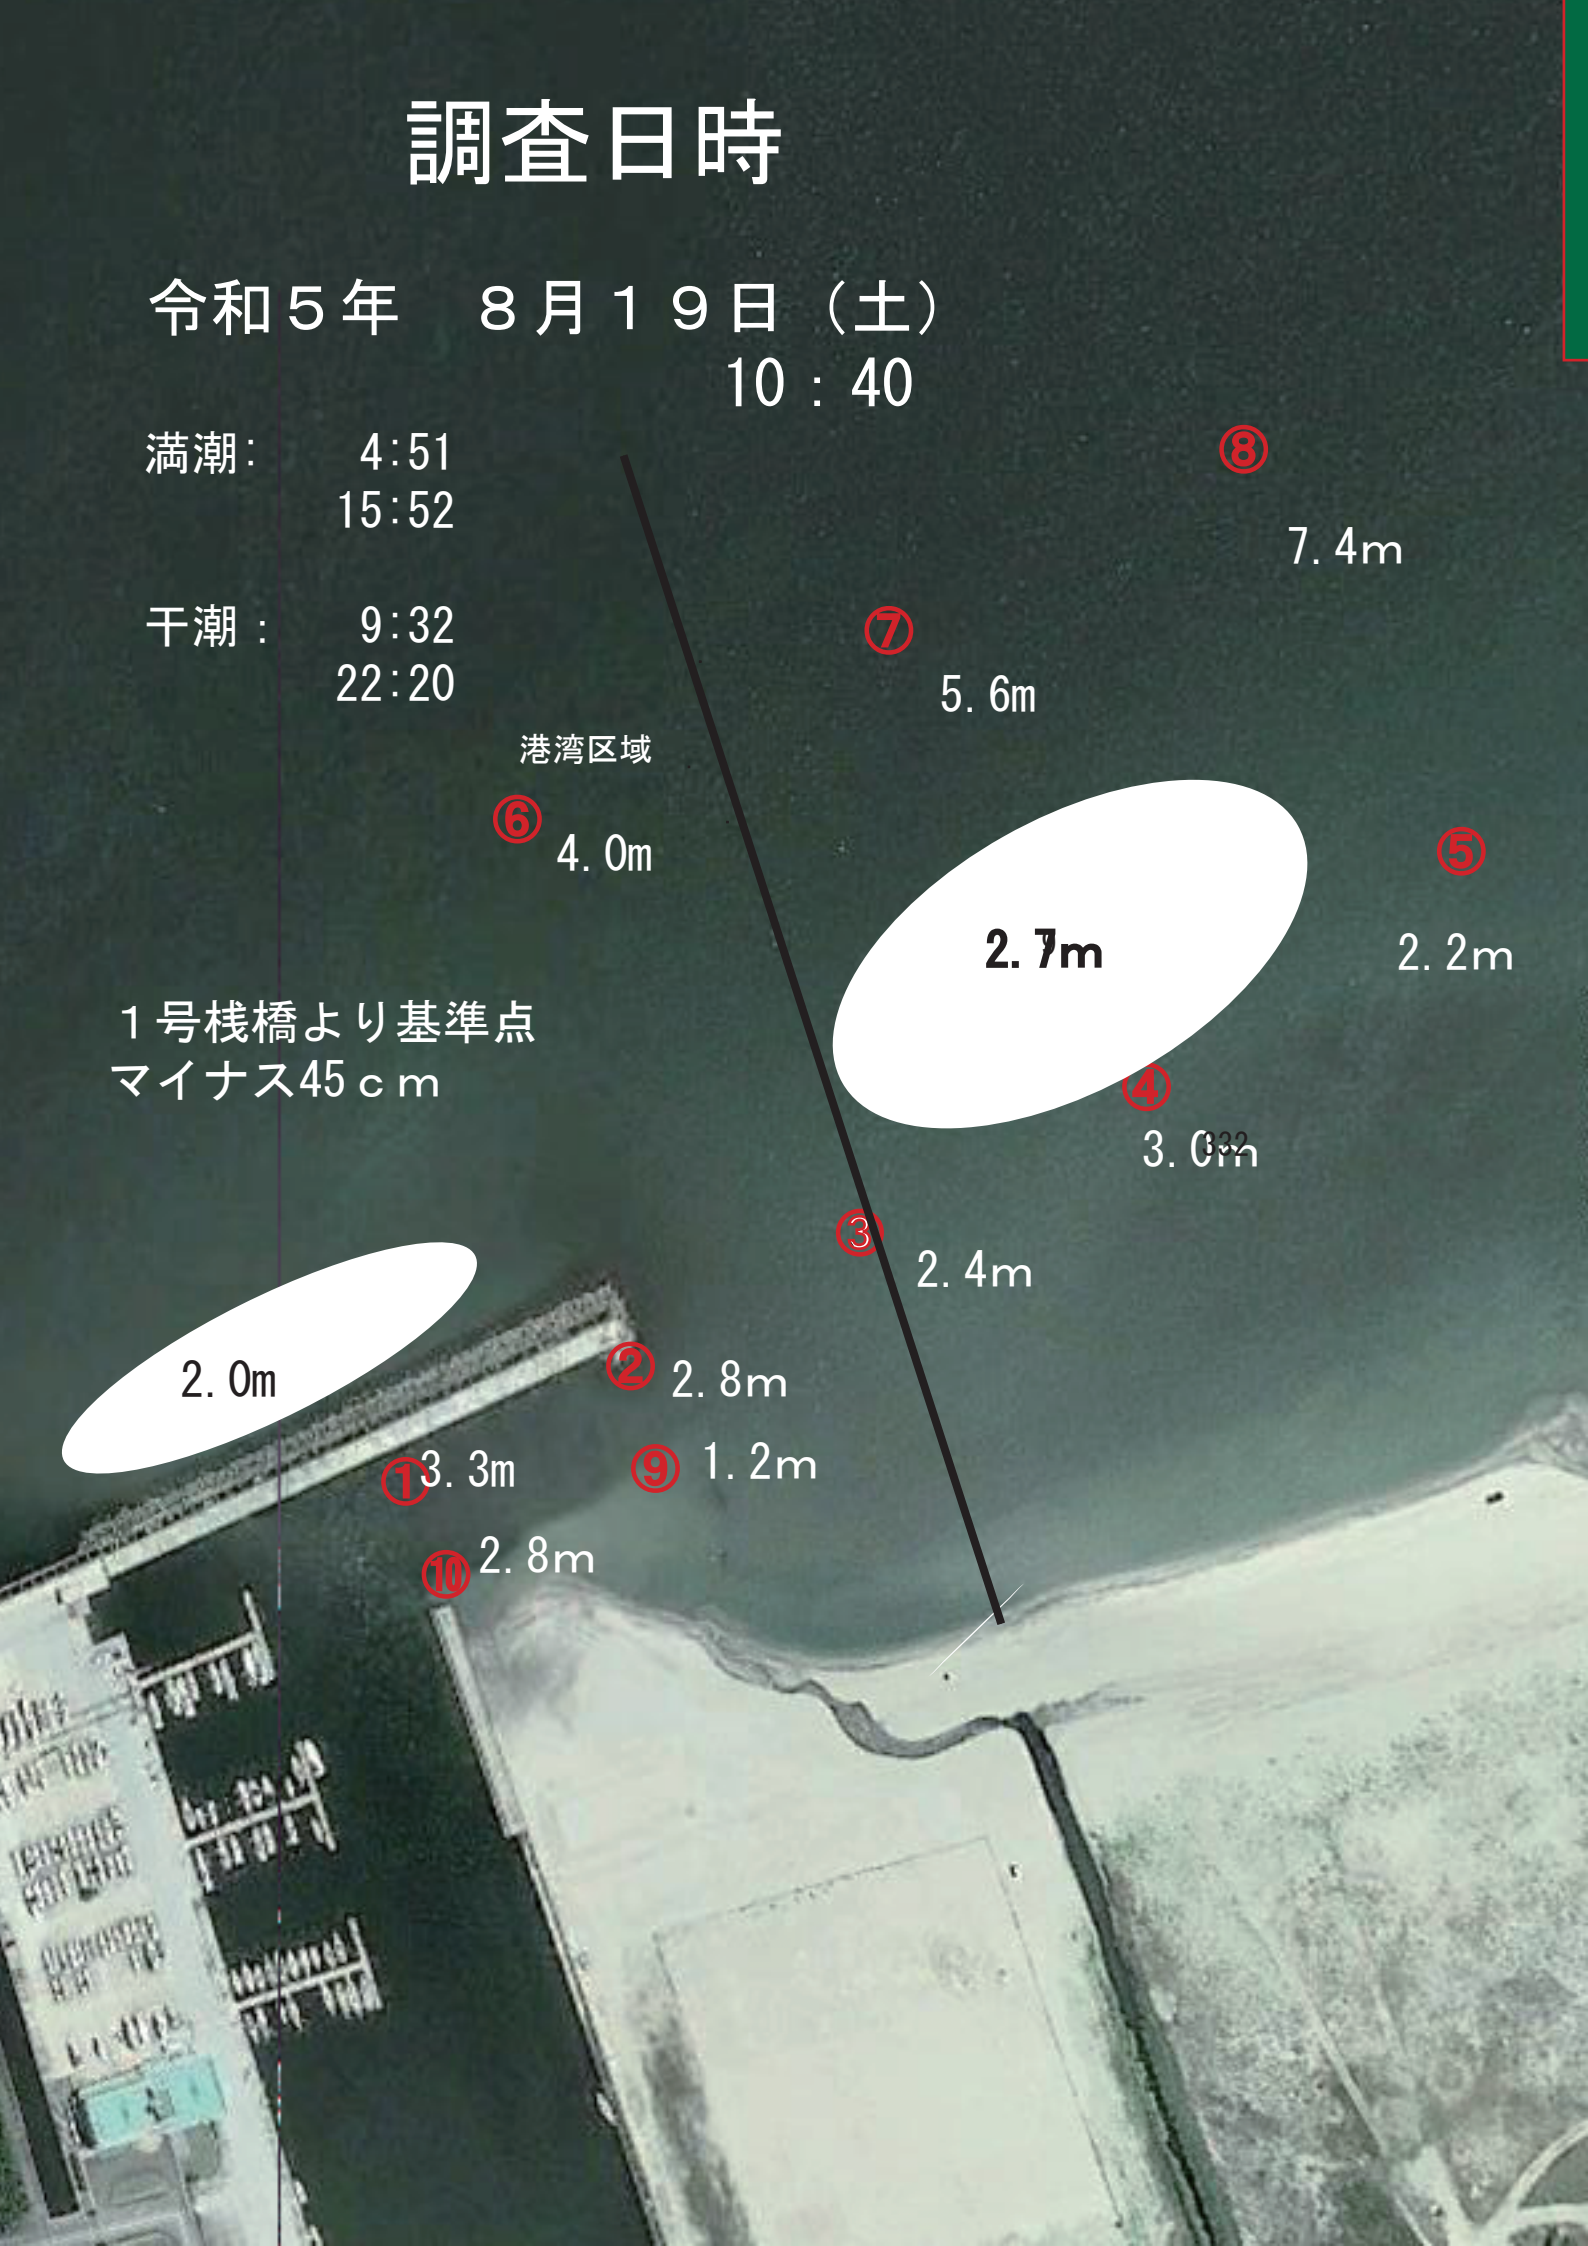 調査日時
令和５年　８月１９日（土）
10：40
満潮：　4:51
15:52
干潮：　9:32
22:20
⑧
7.4m
⑦
5.6m
港湾区域
⑥
4.0m
⑤
2.2m
１号桟橋より基準点
マイナス45ｃｍ
④
3.0m
③
2.4m
2.0m
②　2.8m
①3.3m
⑨　1.2m
⑩　2.8m